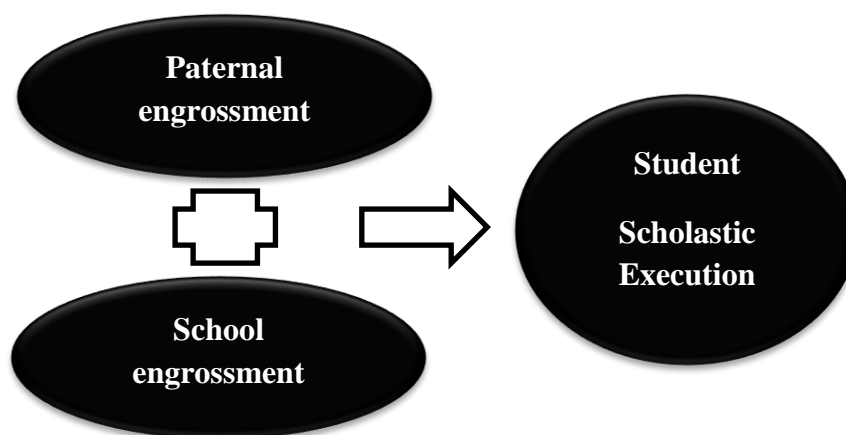 Paternal
engrossment
Student
Scholastic
Execution
School
engrossment